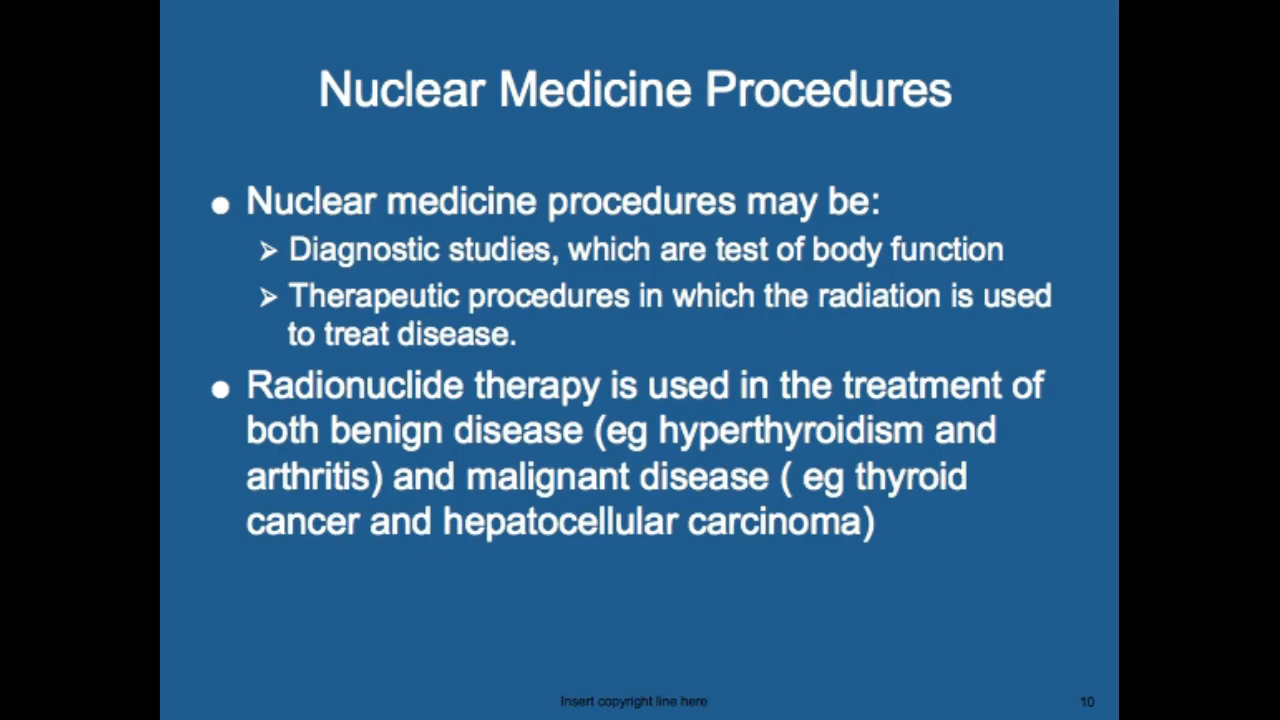 Nuclear Medicine Procedures
● Nuclear medicine procedures may be:
➢ Diagnostic studies, which are test of body function
➢ Therapeutic procedures in which the radiation is used
to treat disease.
● Radionuclide therapy is used in the treatment of
both benign disease (eg hyperthyroidism and
arthritis) and malignant disease ( eg thyroid
cancer and hepatocellular carcinoma)
Insert copyright line here
10